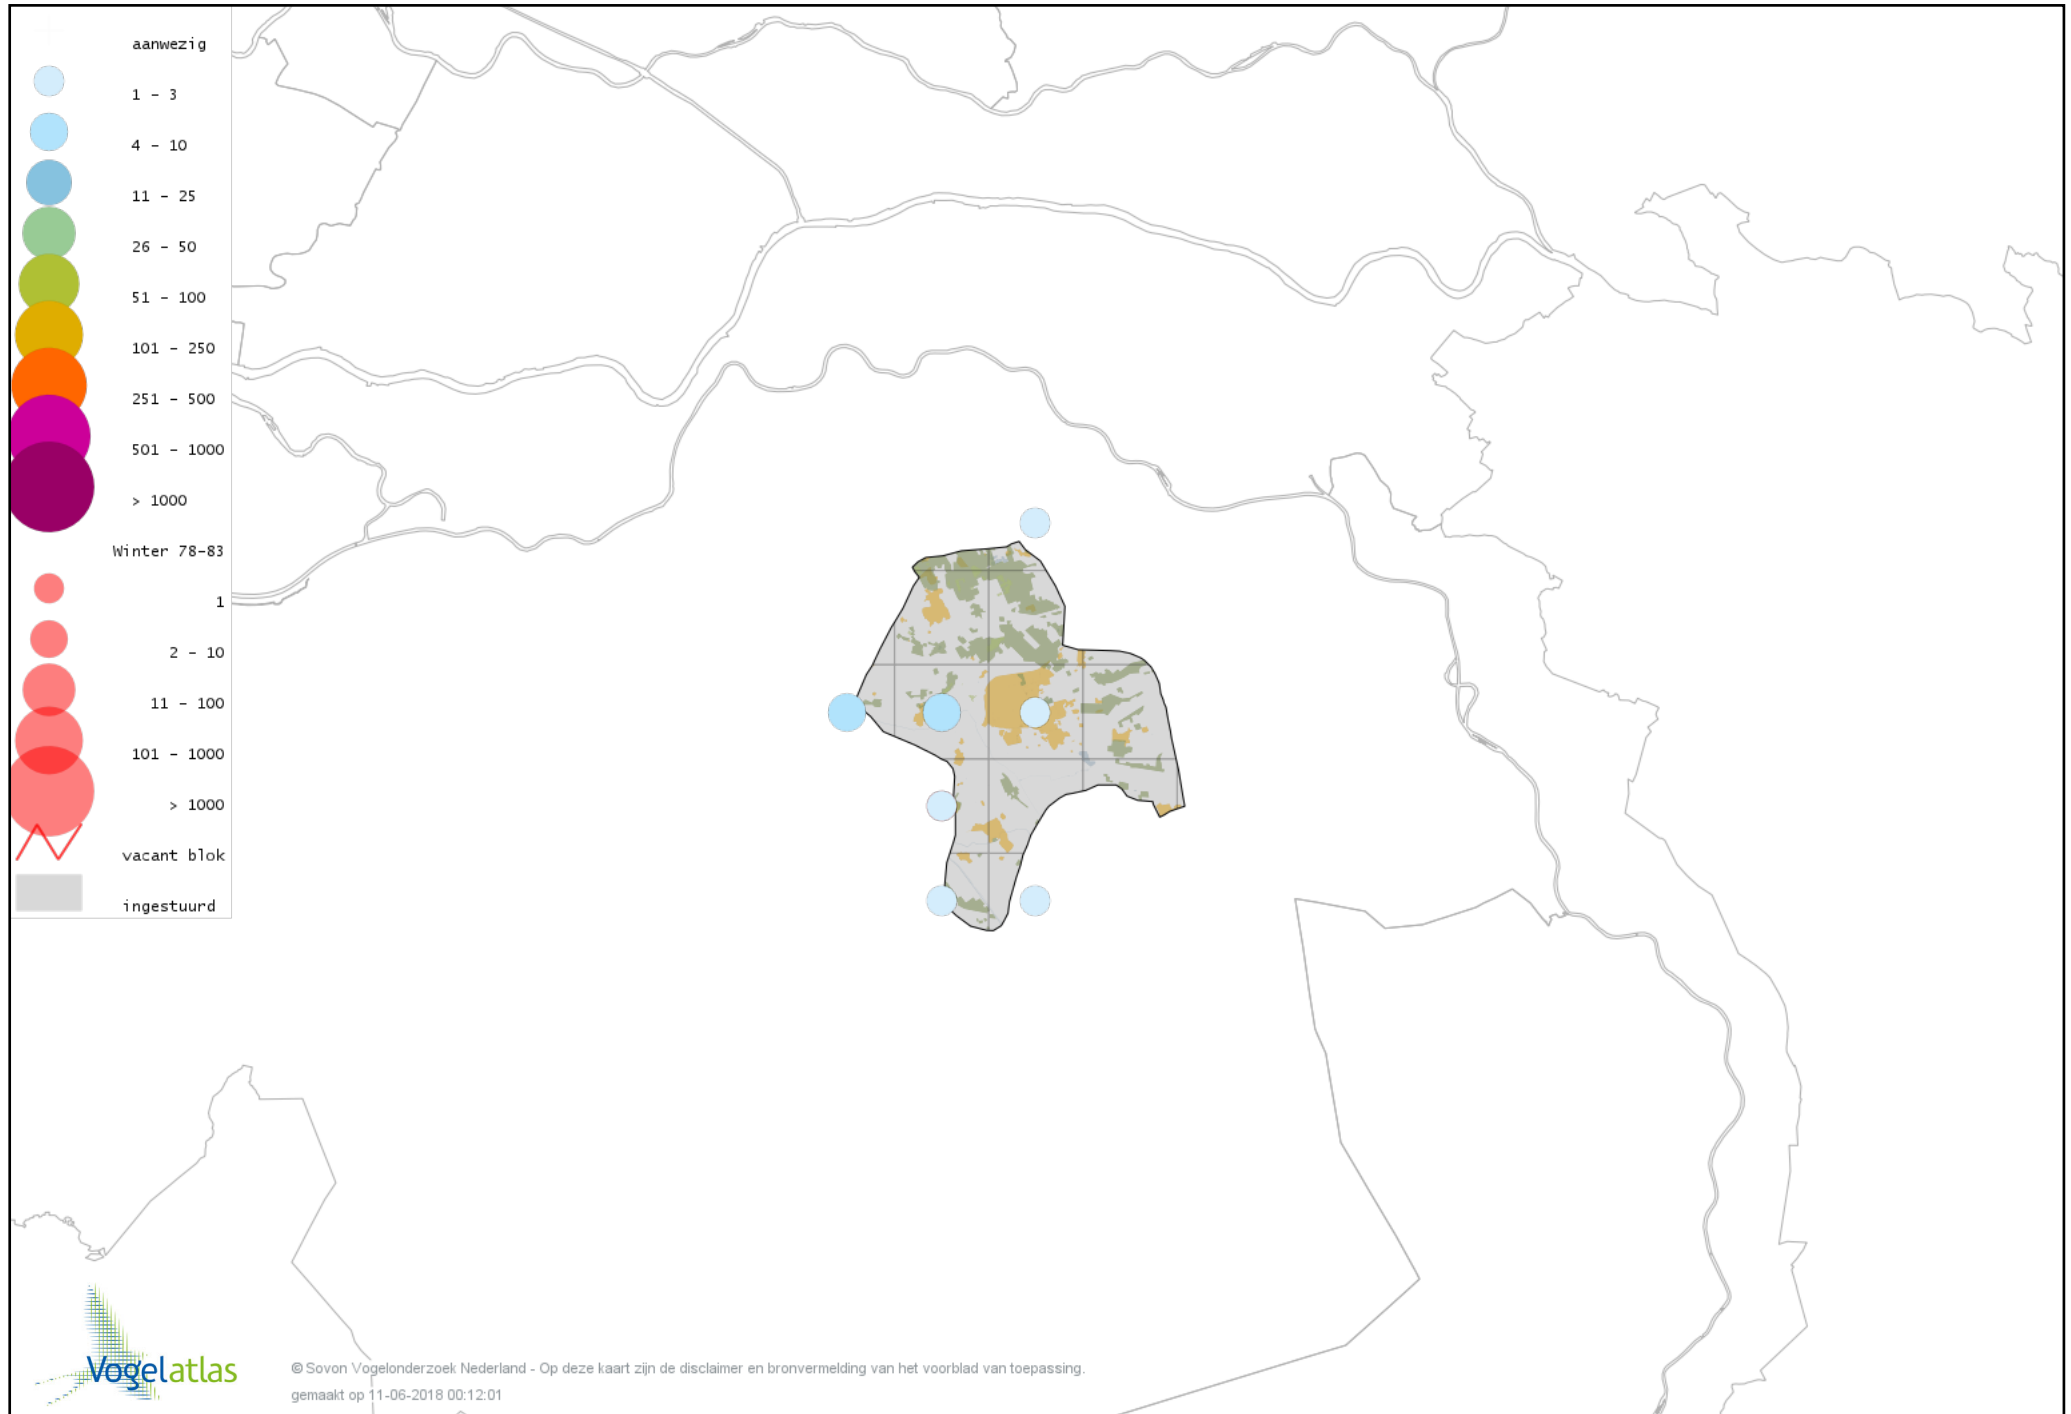 aanwezig
1 - 3
4 - 10
11 - 25
26 - 50
51 - 100
101 - 250
251 - 500
501 - 1000
> 1000
Winter 78-83
1
2 - 10
11 - 100
101 - 1000
> 1000
vacant blok
ingestuurd
Vogelatlas
© Sovon Vogelonderzoek Nederland - Op deze kaart zijn de disclaimer en bronvermelding van het voorblad van toepassing.
gemaakt op 11-06-2018 00:12:01